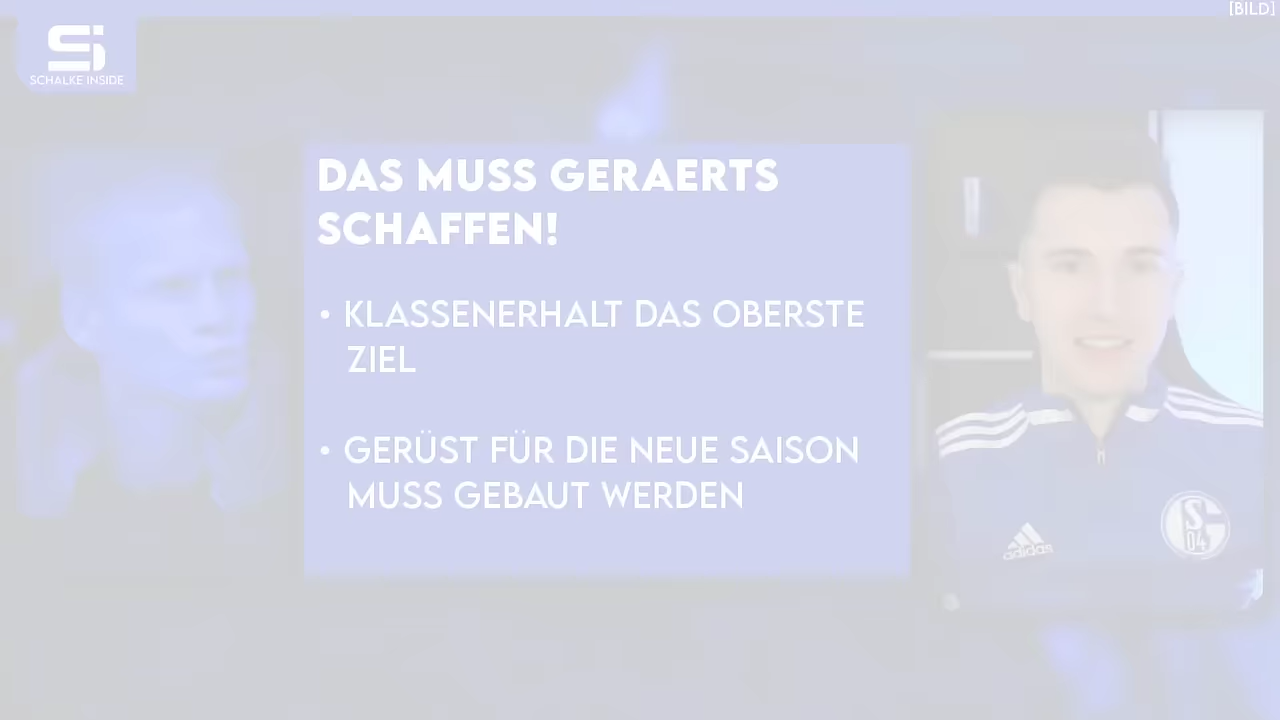 [BILD]
SI
SCHALKE INSIDE
DAS MUSS GERAERTS
SCHAFFEN!
• KLASSENERHALT DAS OBERSTE
ZIEL
• GERÜST FÜR DIE NEUE SAISON
MUSS GEBAUT WERDEN
adidas
S
04